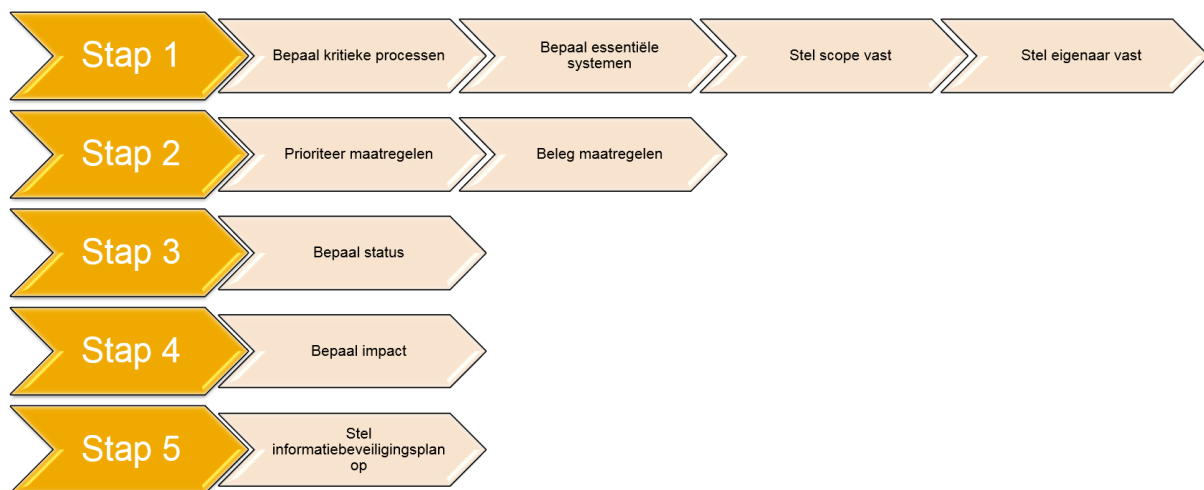 Stap 1
Bepaal kritieke processen
Bepaal essentiële
systemen
Stel scope vast
Stel eigenaar vast
Stap 2
Prioriteer maatregelen
Beleg maatregelen
Stap 3
Bepaal status
Stap 4
Bepaal impact
Stap 5
Stel
informatiebeveiligingsplan
op